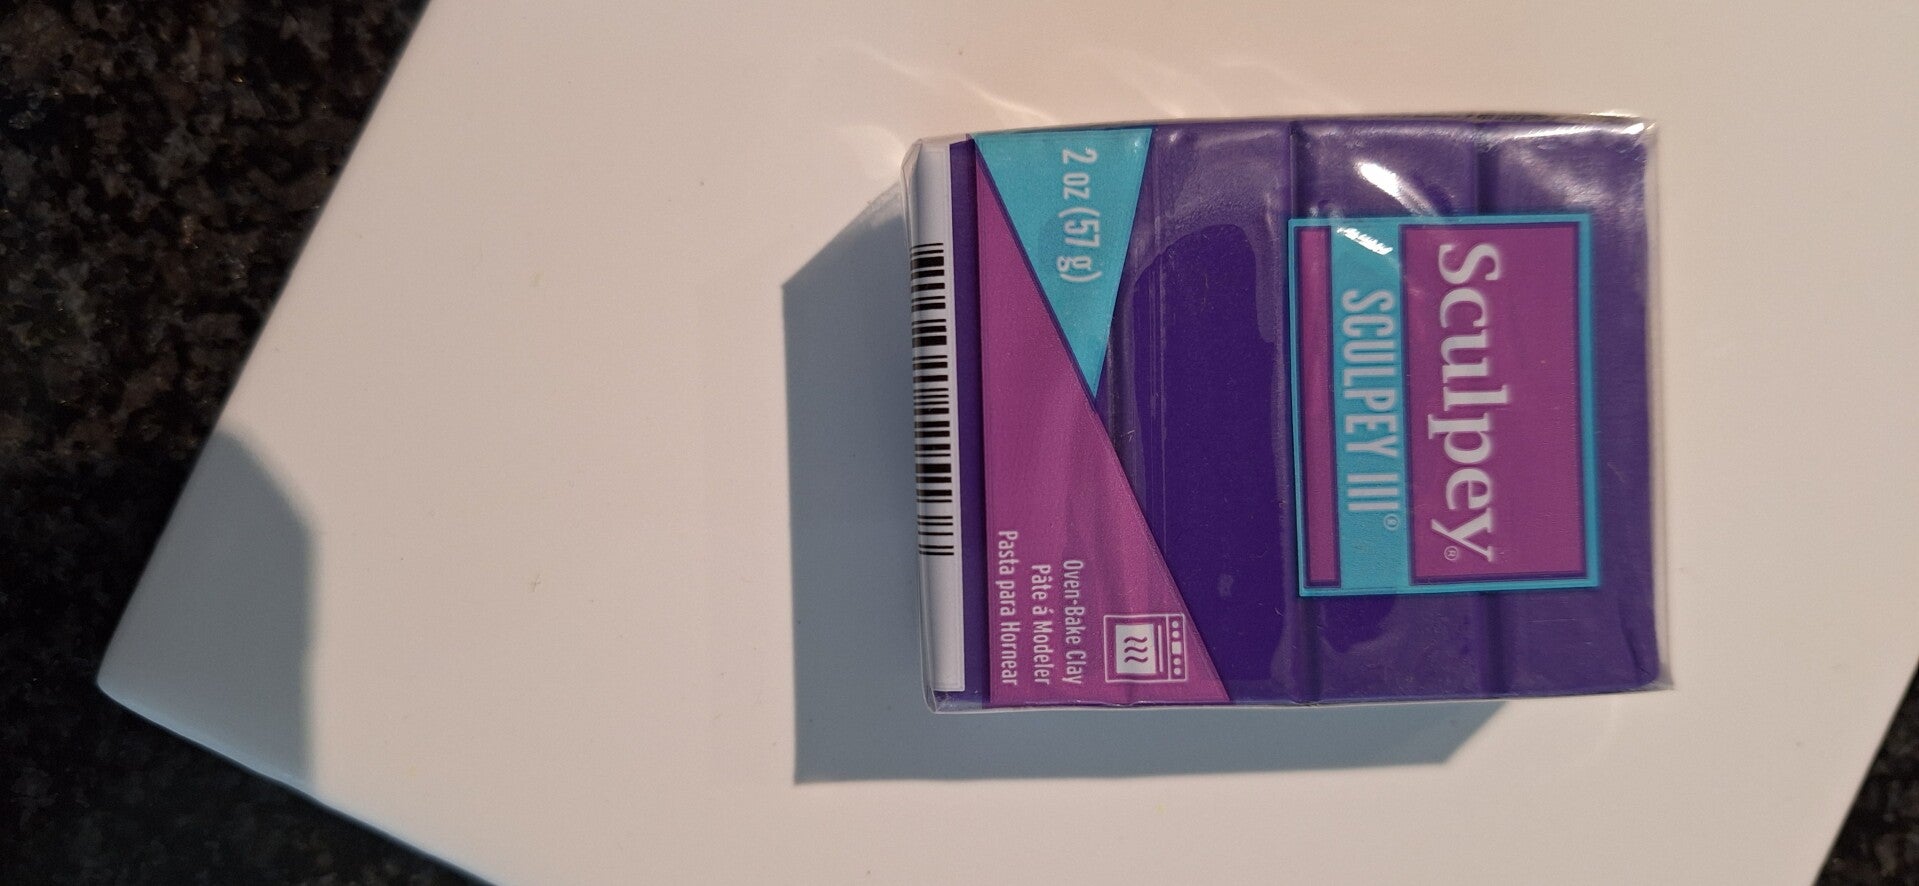 Sculpey®
SCULPEY III®
2 oz (57 g)
Oven-Bake Clay
Pâte á Modeler
Pasta para Hornear